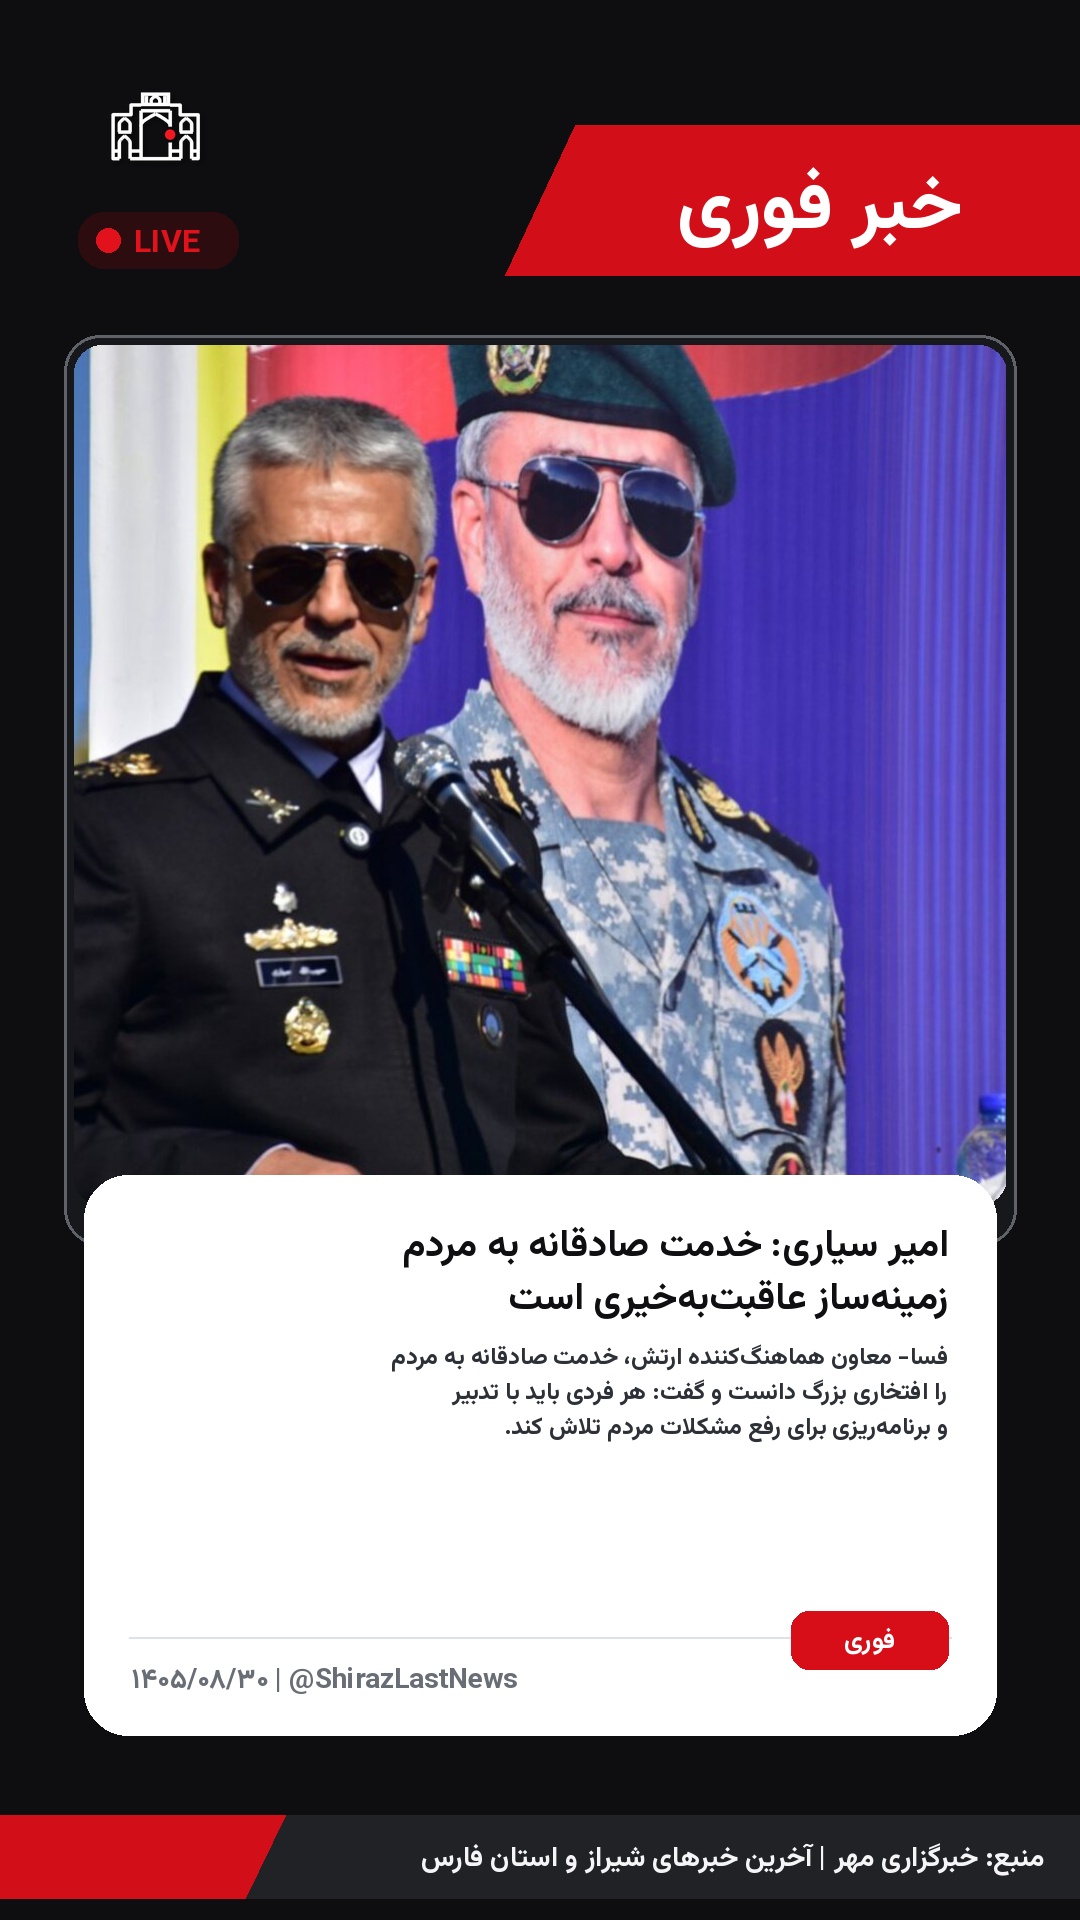 خبر فوری
LIVE
امیر سیاری: خدمت صادقانه به مردم
زمینه‌ساز عاقبت‌به‌خیری است
فسا- معاون هماهنگ‌کننده ارتش، خدمت صادقانه به مردم
را افتخاری بزرگ دانست و گفت: هر فردی باید با تدبیر
و برنامه‌ریزی برای رفع مشکلات مردم تلاش کند.
فوری
۱۴۰۵/۰۸/۳۰ | @ShirazLastNews
منبع: خبرگزاری مهر | آخرین خبرهای شیراز و استان فارس